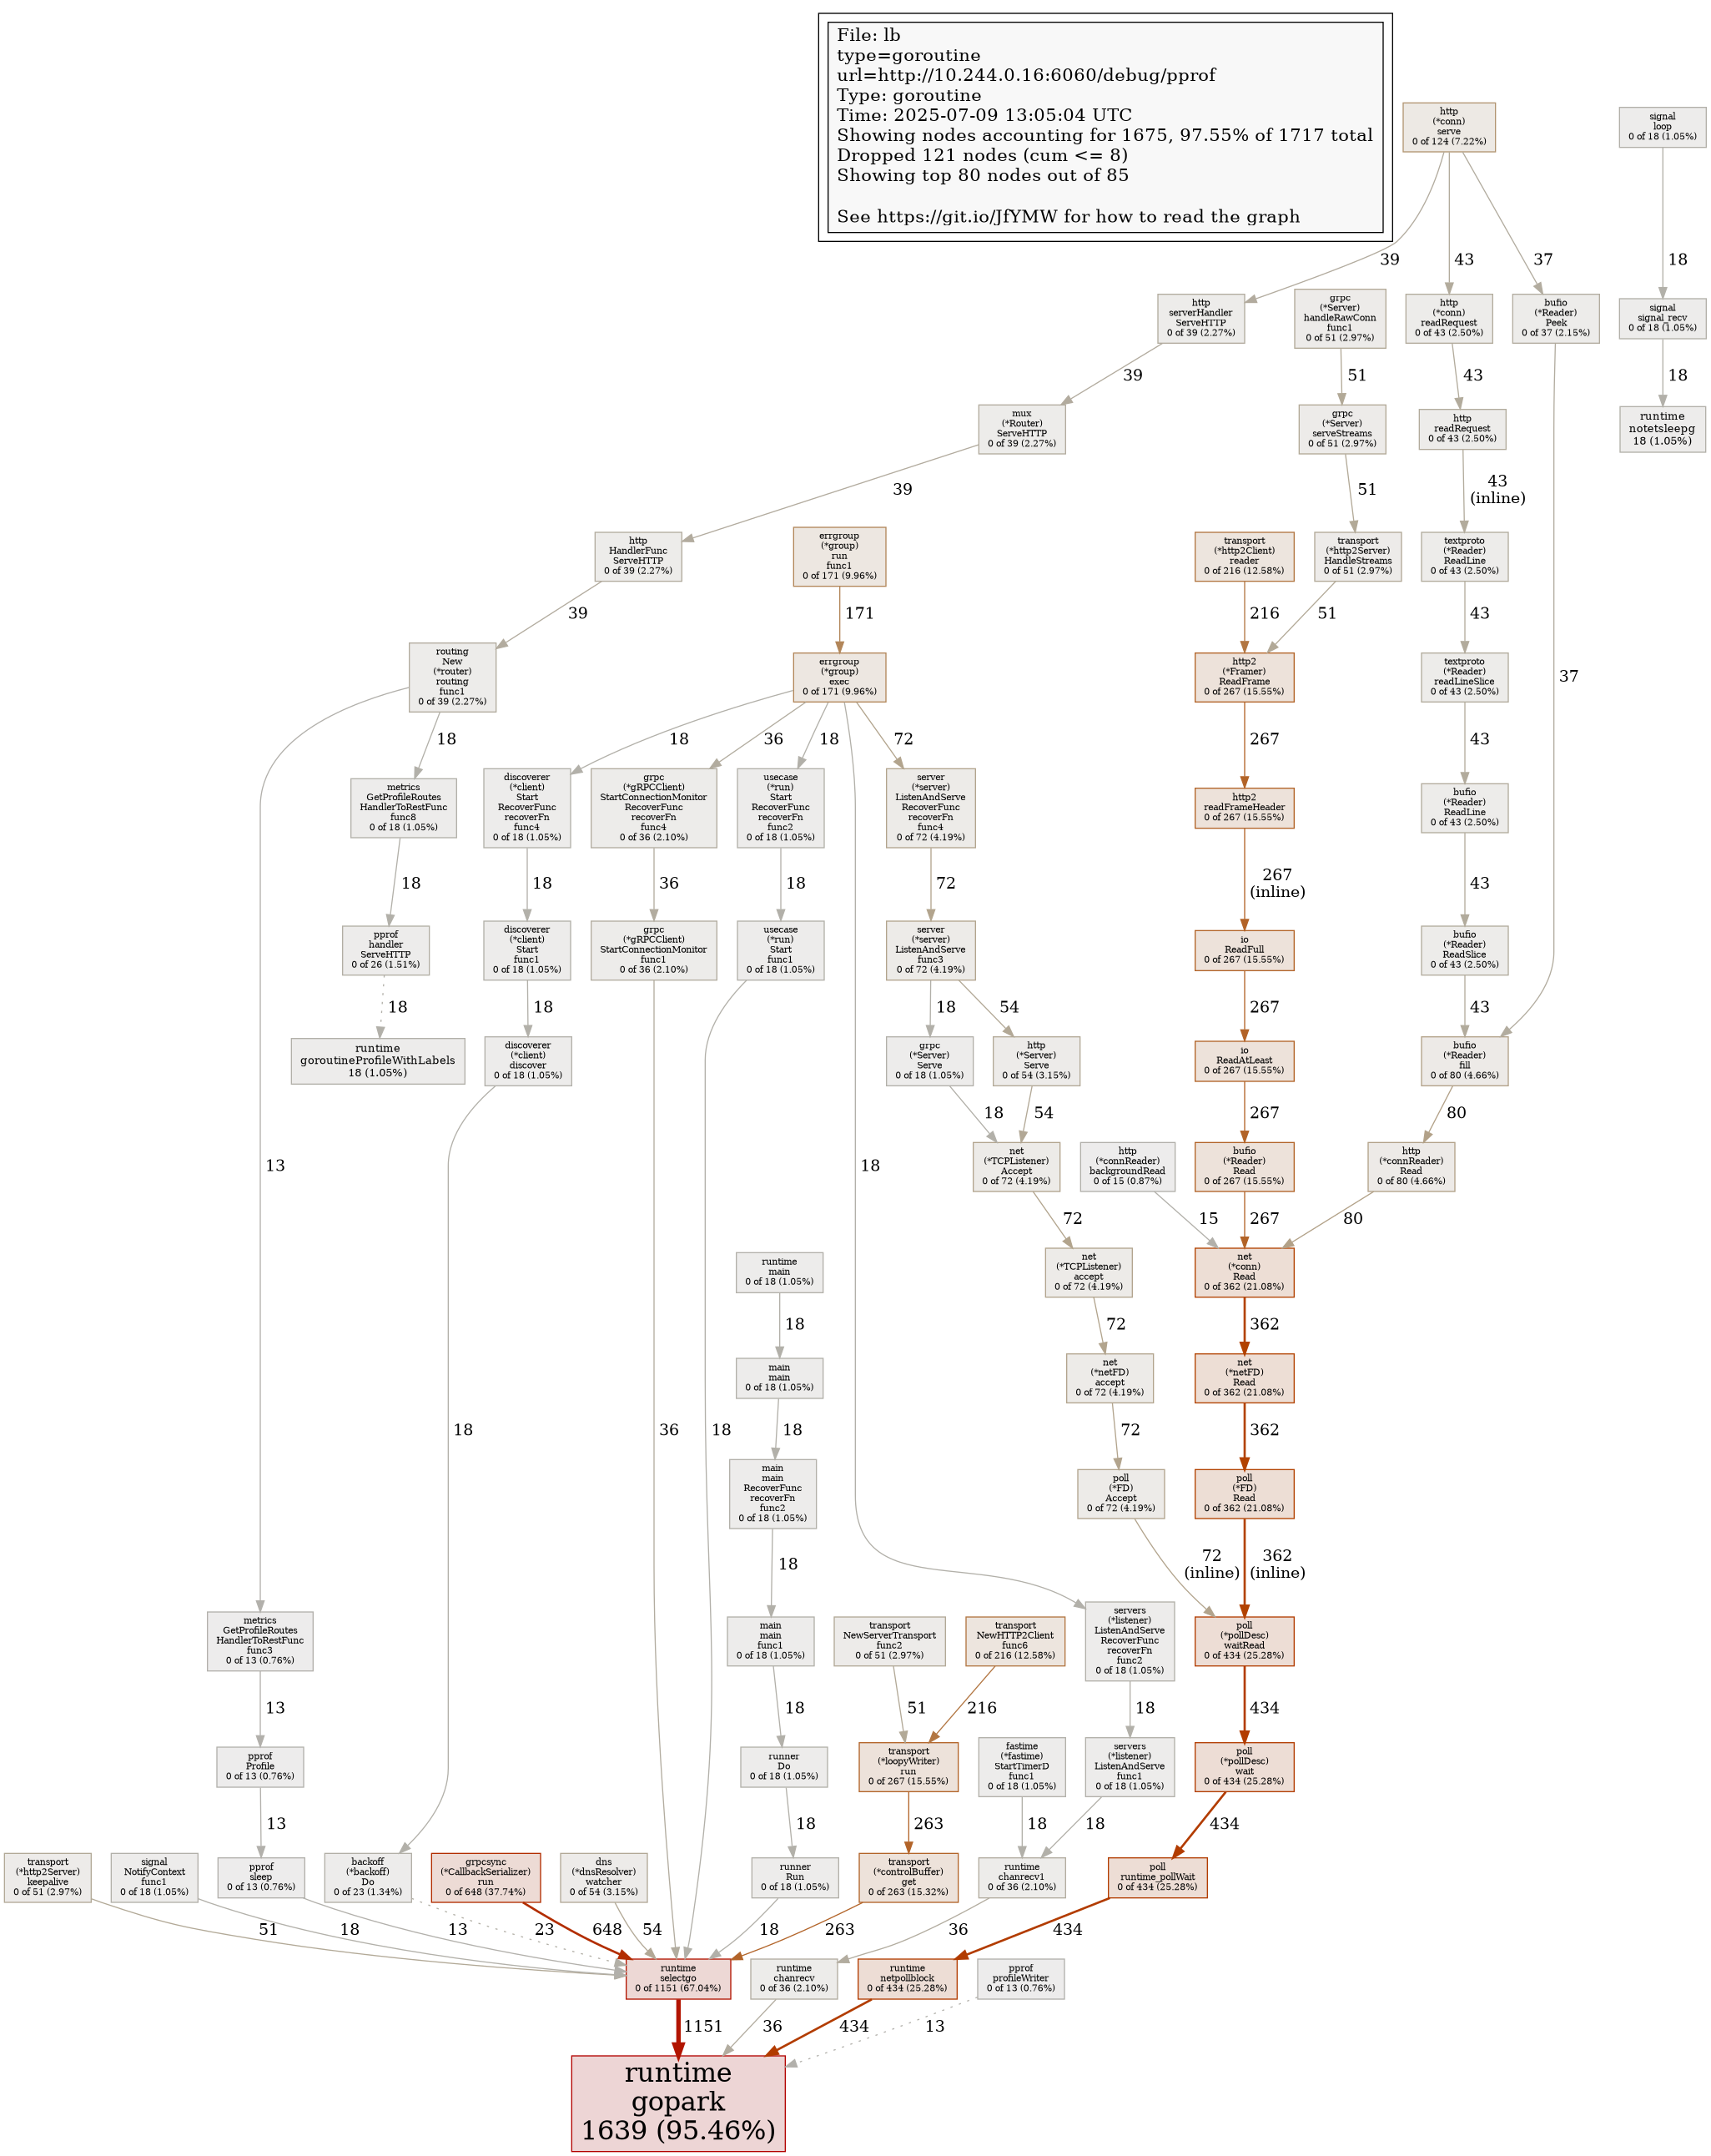 File: lb
type=goroutine
url=http://10.244.0.16:6060/debug/pprof
Type: goroutine
Time: 2025-07-09 13:05:04 UTC
Showing nodes accounting for 1675, 97.55% of 1717 total
Dropped 121 nodes (cum <= 8)
Showing top 80 nodes out of 85
See https://git.io/JfYMW for how to read the graph
http
(*conn)
serve
0 of 124 (7.22%)
signal
loop
0 of 18 (1.05%)
39
43
37
18
http
serverHandler
ServeHTTP
0 of 39 (2.27%)
grpc
(*Server)
handleRawConn
func1
0 of 51 (2.97%)
http
(*conn)
readRequest
0 of 43 (2.50%)
bufio
(*Reader)
Peek
0 of 37 (2.15%)
signal
signal_recv
0 of 18 (1.05%)
39
51
43
18
mux
(*Router)
ServeHTTP
0 of 39 (2.27%)
grpc
(*Server)
serveStreams
0 of 51 (2.97%)
http
readRequest
0 of 43 (2.50%)
runtime
notetsleepg
18 (1.05%)
39
51
43
(inline)
http
HandlerFunc
ServeHTTP
0 of 39 (2.27%)
errgroup
(*group)
run
func1
0 of 171 (9.96%)
transport
(*http2Client)
reader
0 of 216 (12.58%)
transport
(*http2Server)
HandleStreams
0 of 51 (2.97%)
textproto
(*Reader)
ReadLine
0 of 43 (2.50%)
39
171
216
51
43
37
routing
New
(*router)
routing
func1
0 of 39 (2.27%)
errgroup
(*group)
exec
0 of 171 (9.96%)
http2
(*Framer)
ReadFrame
0 of 267 (15.55%)
textproto
(*Reader)
readLineSlice
0 of 43 (2.50%)
18
18
36
18
72
267
43
metrics
GetProfileRoutes
HandlerToRestFunc
func8
0 of 18 (1.05%)
discoverer
(*client)
Start
RecoverFunc
recoverFn
func4
0 of 18 (1.05%)
grpc
(*gRPCClient)
StartConnectionMonitor
RecoverFunc
recoverFn
func4
0 of 36 (2.10%)
usecase
(*run)
Start
RecoverFunc
recoverFn
func2
0 of 18 (1.05%)
server
(*server)
ListenAndServe
RecoverFunc
recoverFn
func4
0 of 72 (4.19%)
http2
readFrameHeader
0 of 267 (15.55%)
bufio
(*Reader)
ReadLine
0 of 43 (2.50%)
18
18
36
18
72
267
(inline)
43
pprof
handler
ServeHTTP
0 of 26 (1.51%)
discoverer
(*client)
Start
func1
0 of 18 (1.05%)
grpc
(*gRPCClient)
StartConnectionMonitor
func1
0 of 36 (2.10%)
usecase
(*run)
Start
func1
0 of 18 (1.05%)
server
(*server)
ListenAndServe
func3
0 of 72 (4.19%)
io
ReadFull
0 of 267 (15.55%)
bufio
(*Reader)
ReadSlice
0 of 43 (2.50%)
18
18
18
54
267
43
runtime
goroutineProfileWithLabels
18 (1.05%)
discoverer
(*client)
discover
0 of 18 (1.05%)
grpc
(*Server)
Serve
0 of 18 (1.05%)
http
(*Server)
Serve
0 of 54 (3.15%)
io
ReadAtLeast
0 of 267 (15.55%)
bufio
(*Reader)
fill
0 of 80 (4.66%)
18
54
267
80
13
18
net
(*TCPListener)
Accept
0 of 72 (4.19%)
http
(*connReader)
backgroundRead
0 of 15 (0.87%)
bufio
(*Reader)
Read
0 of 267 (15.55%)
http
(*connReader)
Read
0 of 80 (4.66%)
72
15
267
80
runtime
main
0 of 18 (1.05%)
net
(*TCPListener)
accept
0 of 72 (4.19%)
net
(*conn)
Read
0 of 362 (21.08%)
18
72
362
main
main
0 of 18 (1.05%)
net
(*netFD)
accept
0 of 72 (4.19%)
net
(*netFD)
Read
0 of 362 (21.08%)
18
36
18
18
72
362
main
main
RecoverFunc
recoverFn
func2
0 of 18 (1.05%)
poll
(*FD)
Accept
0 of 72 (4.19%)
poll
(*FD)
Read
0 of 362 (21.08%)
18
72
(inline)
362
(inline)
metrics
GetProfileRoutes
HandlerToRestFunc
func3
0 of 13 (0.76%)
main
main
func1
0 of 18 (1.05%)
transport
NewServerTransport
func2
0 of 51 (2.97%)
transport
NewHTTP2Client
func6
0 of 216 (12.58%)
servers
(*listener)
ListenAndServe
RecoverFunc
recoverFn
func2
0 of 18 (1.05%)
poll
(*pollDesc)
waitRead
0 of 434 (25.28%)
13
18
51
216
18
434
pprof
Profile
0 of 13 (0.76%)
runner
Do
0 of 18 (1.05%)
transport
(*loopyWriter)
run
0 of 267 (15.55%)
fastime
(*fastime)
StartTimerD
func1
0 of 18 (1.05%)
servers
(*listener)
ListenAndServe
func1
0 of 18 (1.05%)
poll
(*pollDesc)
wait
0 of 434 (25.28%)
13
18
263
18
18
434
transport
(*http2Server)
keepalive
0 of 51 (2.97%)
signal
NotifyContext
func1
0 of 18 (1.05%)
pprof
sleep
0 of 13 (0.76%)
backoff
(*backoff)
Do
0 of 23 (1.34%)
grpcsync
(*CallbackSerializer)
run
0 of 648 (37.74%)
dns
(*dnsResolver)
watcher
0 of 54 (3.15%)
runner
Run
0 of 18 (1.05%)
transport
(*controlBuffer)
get
0 of 263 (15.32%)
runtime
chanrecv1
0 of 36 (2.10%)
poll
runtime_pollWait
0 of 434 (25.28%)
51
18
13
23
648
54
18
263
36
434
runtime
selectgo
0 of 1151 (67.04%)
runtime
chanrecv
0 of 36 (2.10%)
runtime
netpollblock
0 of 434 (25.28%)
pprof
profileWriter
0 of 13 (0.76%)
1151
36
434
13
runtime
gopark
1639 (95.46%)